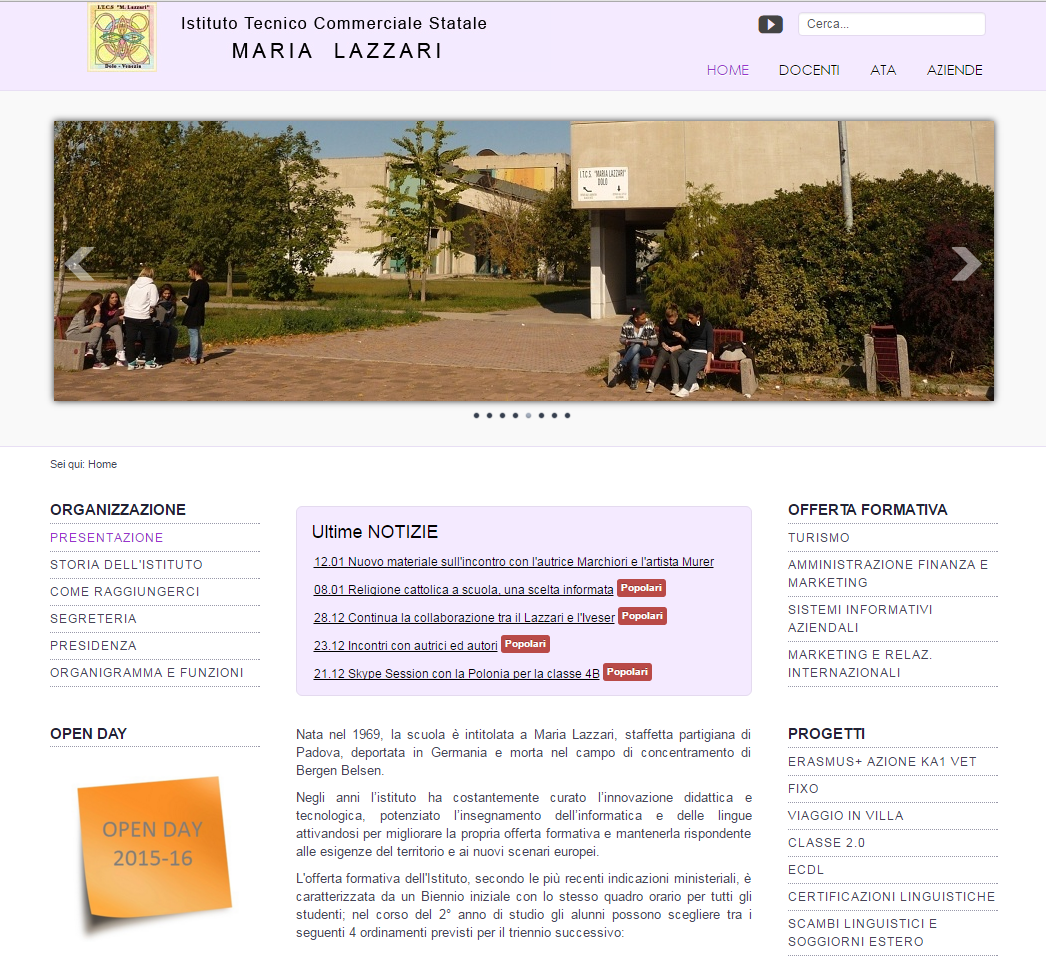 I.T.C.S "M. Lazzari"
Dolo - Venezia
Istituto Tecnico Commerciale Statale
MARIA LAZZARI
Cerca...
HOME DOCENTI ATA AZIENDE
I.T.C.S. "MARIA LAZZARI"
DOLO
Sei qui: Home
ORGANIZZAZIONE
PRESENTAZIONE
STORIA DELL'ISTITUTO
COME RAGGIUNGERCI
SEGRETERIA
PRESIDENZA
ORGANIGRAMMA E FUNZIONI
OPEN DAY
OPEN DAY
2015-16
Ultime NOTIZIE
12.01 Nuovo materiale sull'incontro con l'autrice Marchiori e l'artista Murer
08.01 Religione cattolica a scuola, una scelta informata Popolari
28.12 Continua la collaborazione tra il Lazzari e l'Iveser Popolari
23.12 Incontri con autrici ed autori Popolari
21.12 Skype Session con la Polonia per la classe 4B Popolari
Nata nel 1969, la scuola è intitolata a Maria Lazzari, staffetta partigiana di
Padova, deportata in Germania e morta nel campo di concentramento di
Bergen Belsen.
Negli anni l'istituto ha costantemente curato l'innovazione didattica e
tecnologica, potenziato l'insegnamento dell'informatica e delle lingue
attivandosi per migliorare la propria offerta formativa e mantenerla rispondente
alle esigenze del territorio e ai nuovi scenari europei.
L'offerta formativa dell'Istituto, secondo le più recenti indicazioni ministeriali, è
caratterizzata da un Biennio iniziale con lo stesso quadro orario per tutti gli
studenti; nel corso del 2° anno di studio gli alunni possono scegliere tra i
seguenti 4 ordinamenti previsti per il triennio successivo:
OFFERTA FORMATIVA
TURISMO
AMMINISTRAZIONE FINANZA E
MARKETING
SISTEMI INFORMATIVI
AZIENDALI
MARKETING E RELAZ.
INTERNAZIONALI
PROGETTI
ERASMUS+ AZIONE KA1 VET
FIXO
VIAGGIO IN VILLA
CLASSE 2.0
ECDL
CERTIFICAZIONI LINGUISTICHE
SCAMBI LINGUISTICI E
SOGGIORNI ESTERO